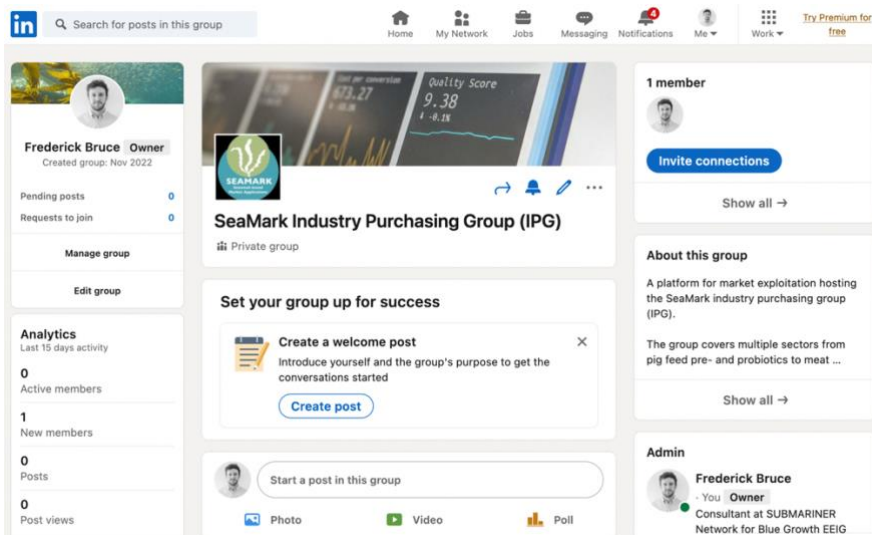 in
Search for posts in this group
Home
My Network
Jobs
Messaging
4
Notifications
Me
Work
Try Premium for
free
Frederick Bruce Owner
Created group: Nov 2022
Pending posts 0
Requests to join 0
Manage group
Edit group
Analytics
Last 15 days activity
0
Active members
1
New members
0
Posts
0
Post views
Cost per conversion
673.27
Quality Score
9.38
SEAMARK
SeaMark Industry Purchasing Group (IPG)
Private group
Set your group up for success
Create a welcome post
Introduce yourself and the group's purpose to get the
conversations started
Create post
Start a post in this group
Photo
Video
Poll
1 member
Invite connections
Show all →
About this group
A platform for market exploitation hosting
the SeaMark industry purchasing group
(IPG).
The group covers multiple sectors from
pig feed pre- and probiotics to meat ...
Show all →
Admin
Frederick Bruce
· You Owner
Consultant at SUBMARINER
Network for Blue Growth EEIG